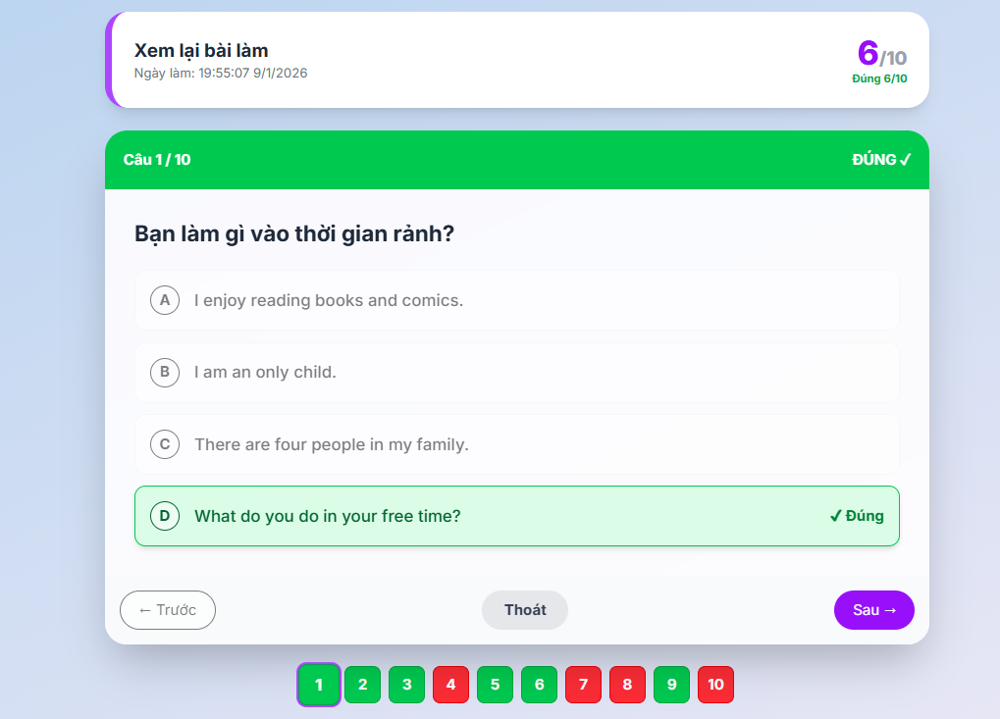 Xem lại bài làm
Ngày làm: 19:55:07 9/1/2026
6/10
Đúng 6/10
Câu 1 / 10
ĐÚNG ✓
Bạn làm gì vào thời gian rảnh?
A I enjoy reading books and comics.
B I am an only child.
C There are four people in my family.
D What do you do in your free time? ✓ Đúng
← Trước
Thoát
Sau →
1 2 3 4 5 6 7 8 9 10